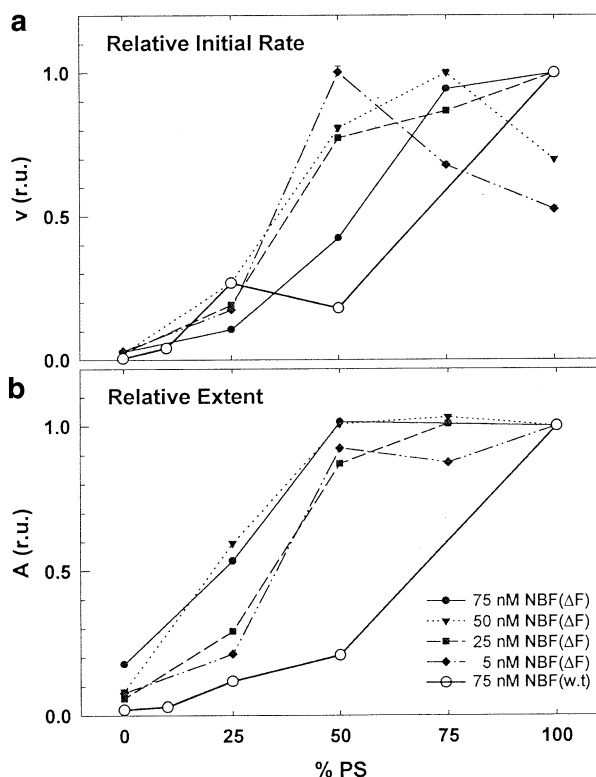 a
Relative Initial Rate
1.0
0.5
0.0
v (r.u.)
b
Relative Extent
1.0
0.5
0.0
A (r.u.)
75 nM NBF(ΔF)
50 nM NBF(ΔF)
25 nM NBF(ΔF)
5 nM NBF(ΔF)
75 nM NBF(w.t)
0 25 50 75 100
% PS